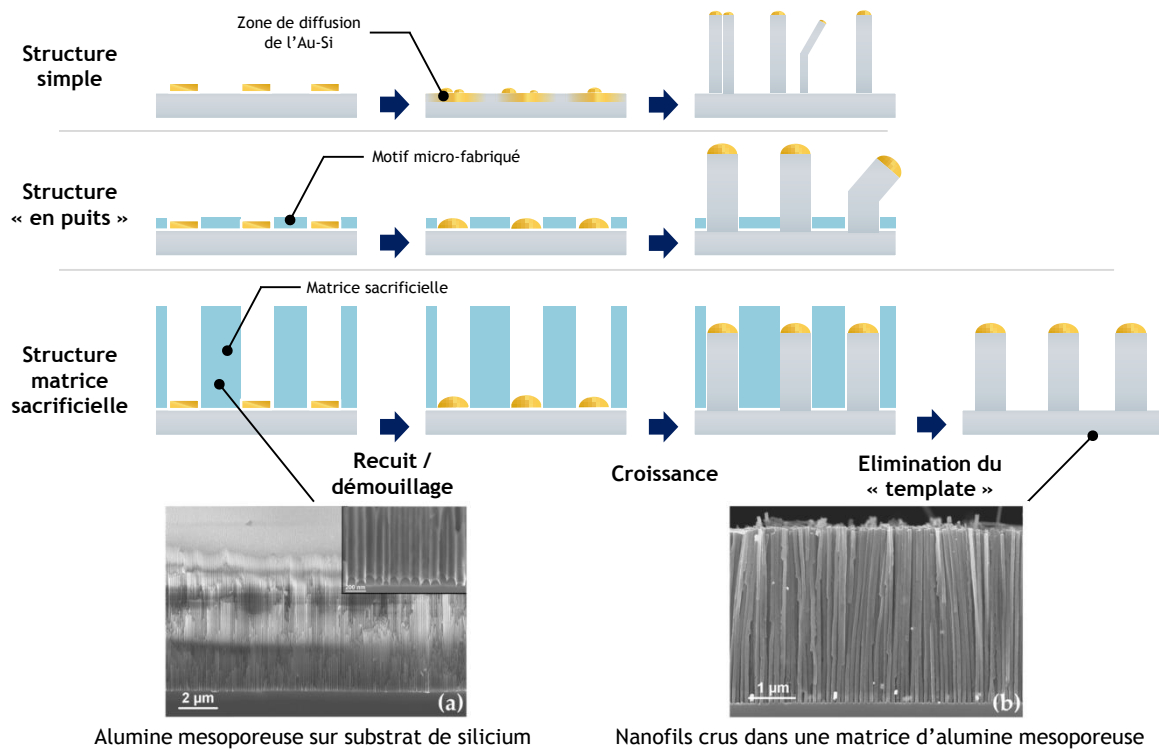 Zone de diffusion
de l’Au-Si
Structure
simple
Motif micro-fabriqué
Structure
« en puits »
Matrice sacrificielle
Structure
matrice
sacrificielle
Recuit /
démouillage
Croissance
Elimination du
« template »
200 nm
2 µm
(a)
1 µm
(b)
Alumine mesoporeuse sur substrat de silicium
Nanofils crus dans une matrice d’alumine mesoporeuse